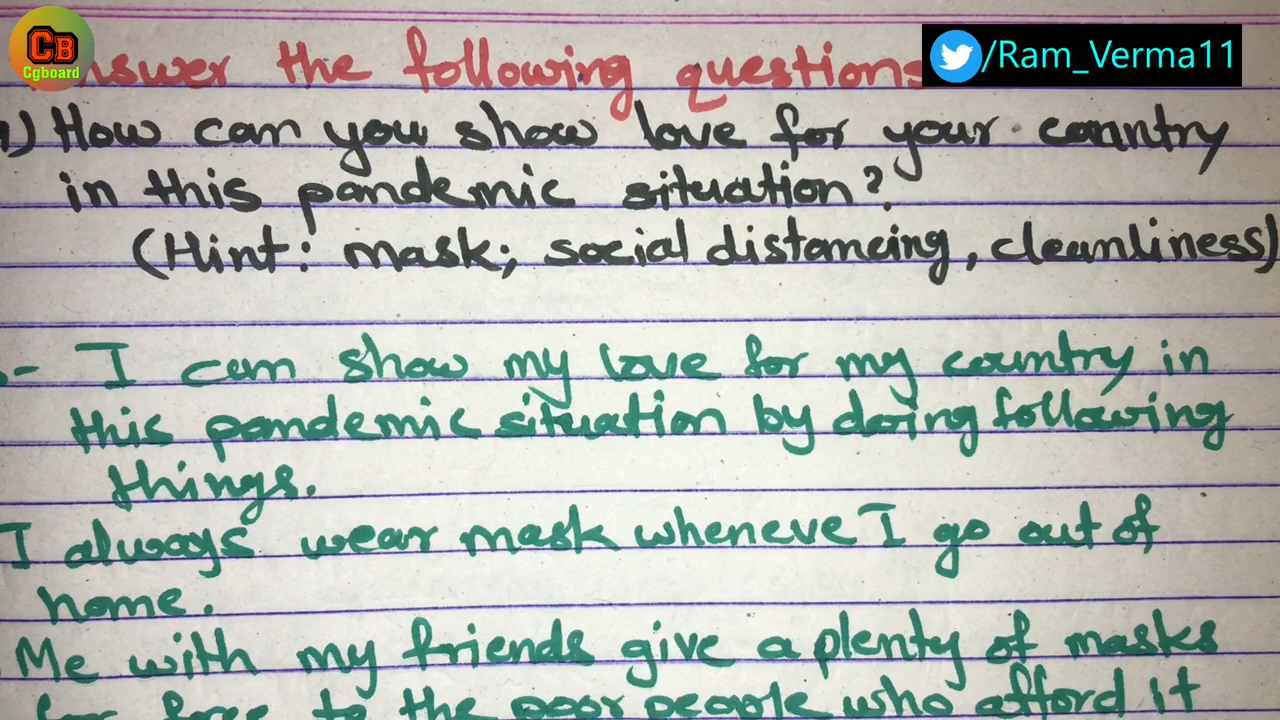 CB
Cgboard
/Ram_Verma11
nswer the following questions
1) How can you show love for your country
in this pandemic situation?
(Hint: mask; social distancing, cleanliness)
:- I can show my love for my country in
this pandemic situation by doing following
things.
I always wear mask wheneve I go out of
home.
Me with my friends give a plenty of masks
for free to the poor people who afford it